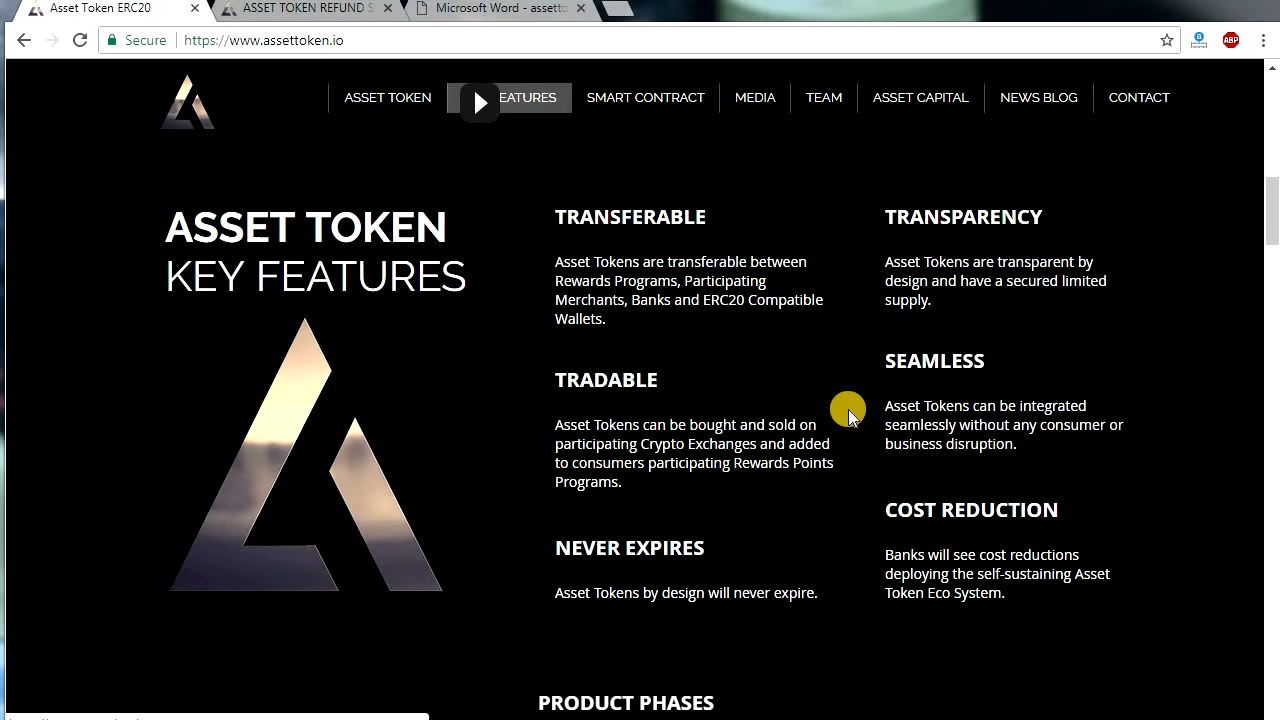 Asset Token ERC20
ASSET TOKEN REFUND S
Microsoft Word - assetto
Secure
https://www.assettoken.io
ABP
ASSET TOKEN
EATURES
SMART CONTRACT
MEDIA
TEAM
ASSET CAPITAL
NEWS BLOG
CONTACT
ASSET TOKEN
KEY FEATURES
TRANSFERABLE
Asset Tokens are transferable between
Rewards Programs, Participating
Merchants, Banks and ERC20 Compatible
Wallets.
TRADABLE
Asset Tokens can be bought and sold on
participating Crypto Exchanges and added
to consumers participating Rewards Points
Programs.
NEVER EXPIRES
Asset Tokens by design will never expire.
TRANSPARENCY
Asset Tokens are transparent by
design and have a secured limited
supply.
SEAMLESS
Asset Tokens can be integrated
seamlessly without any consumer or
business disruption.
COST REDUCTION
Banks will see cost reductions
deploying the self-sustaining Asset
Token Eco System.
PRODUCT PHASES